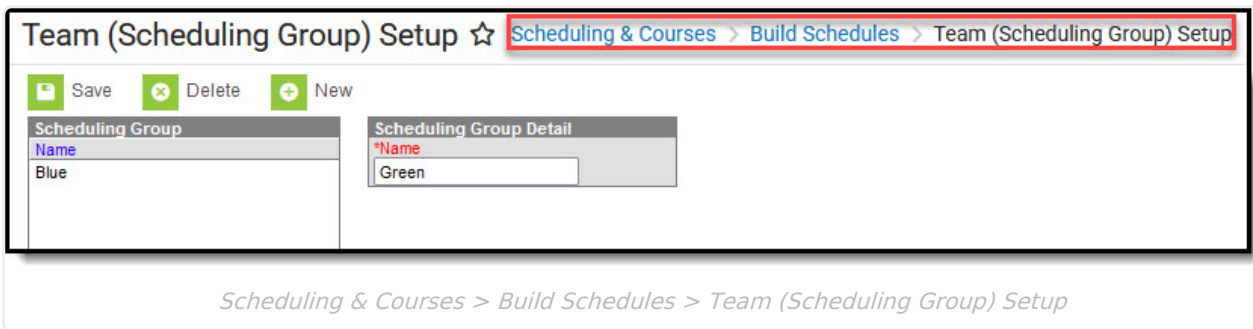 Team (Scheduling Group) Setup ☆ Scheduling & Courses > Build Schedules > Team (Scheduling Group) Setup
Save Delete New
Scheduling Group Scheduling Group Detail
Name *Name
Blue Green
Scheduling & Courses > Build Schedules > Team (Scheduling Group) Setup